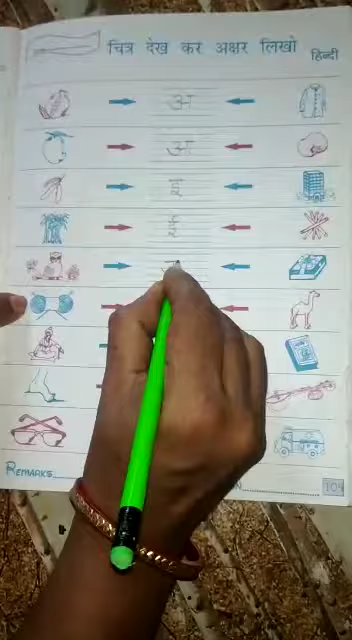 चित्र देख कर अक्षर लिखो
हिन्दी
अ
आ
इ
ई
REMARKS
109